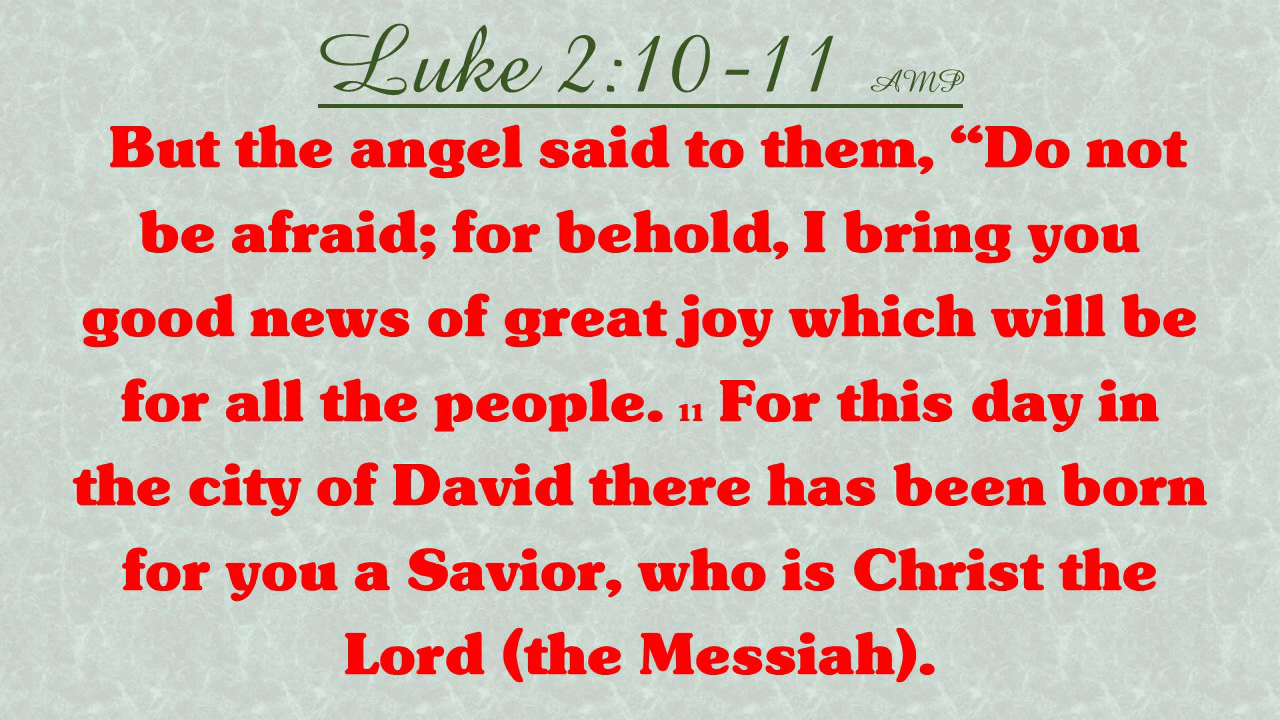 Luke 2:10-11 AMP
But the angel said to them, “Do not
be afraid; for behold, I bring you
good news of great joy which will be
for all the people. 11 For this day in
the city of David there has been born
for you a Savior, who is Christ the
Lord (the Messiah).